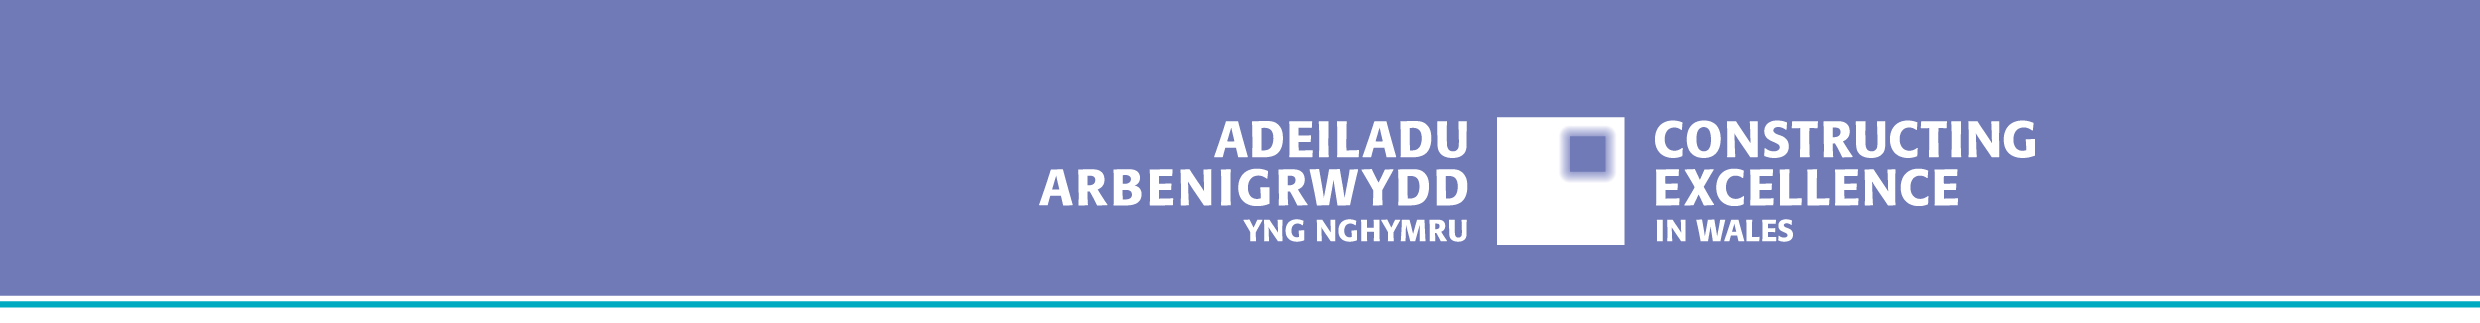 ADEILADU
ARBENIGRWYDD
YNG NGHYMRU
CONSTRUCTING
EXCELLENCE
IN WALES